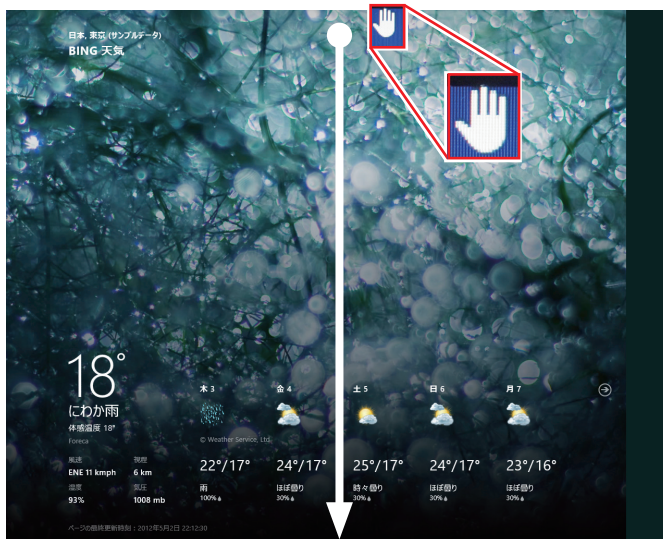 日本, 東京 (サンプルデータ)
BING 天気
18°
にわか雨
体感温度 18°
Foreca
風速 視程
ENE 11 kmph 6 km
湿度 気圧
93% 1008 mb
木 3 金 4 土 5 日 6 月 7
© Weather Service, Ltd.
22°/17° 24°/17° 25°/17° 24°/17° 23°/16°
雨 ほぼ曇り 時々曇り ほぼ曇り ほぼ曇り
100% 30% 30% 30% 30%
ページの最終更新時刻 : 2012年5月2日 22:12:30